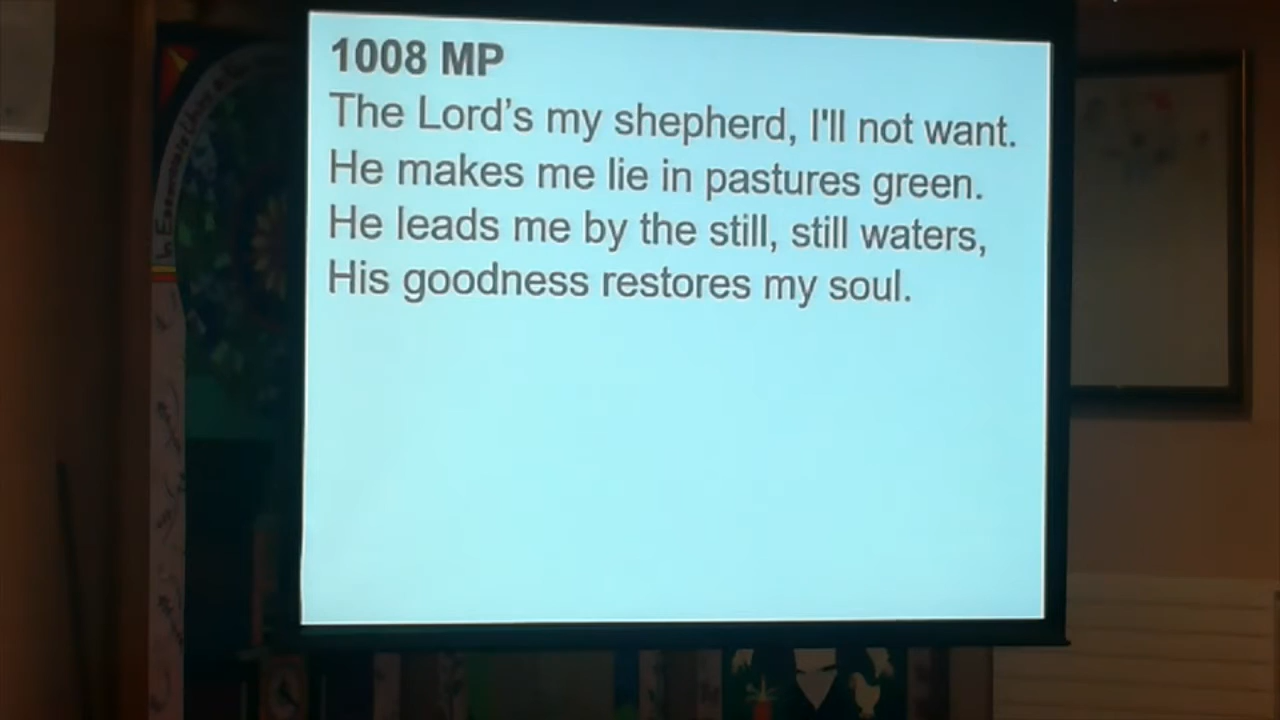 1008 MP
The Lord’s my shepherd, I'll not want.
He makes me lie in pastures green.
He leads me by the still, still waters,
His goodness restores my soul.